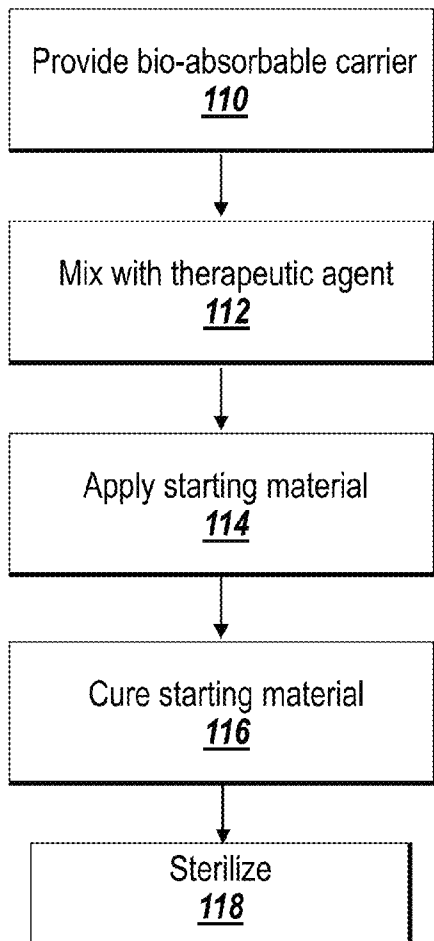 Provide bio-absorbable carrier
110
Mix with therapeutic agent
112
Apply starting material
114
Cure starting material
116
Sterilize
118